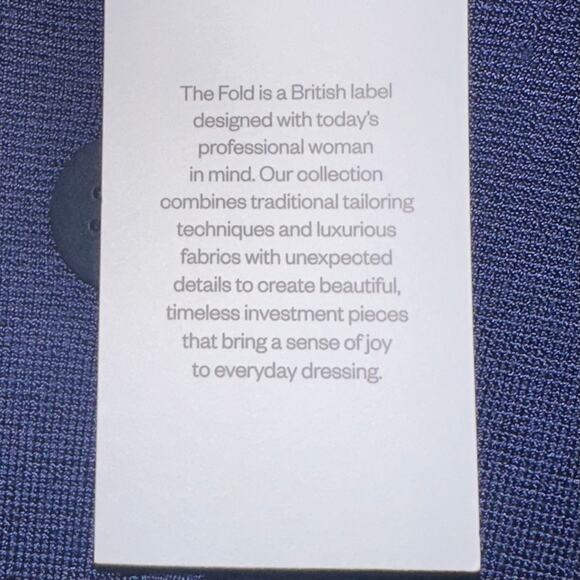 The Fold is a British label
designed with today's
professional woman
in mind. Our collection
combines traditional tailoring
techniques and luxurious
fabrics with unexpected
details to create beautiful,
timeless investment pieces
that bring a sense of joy
to everyday dressing.